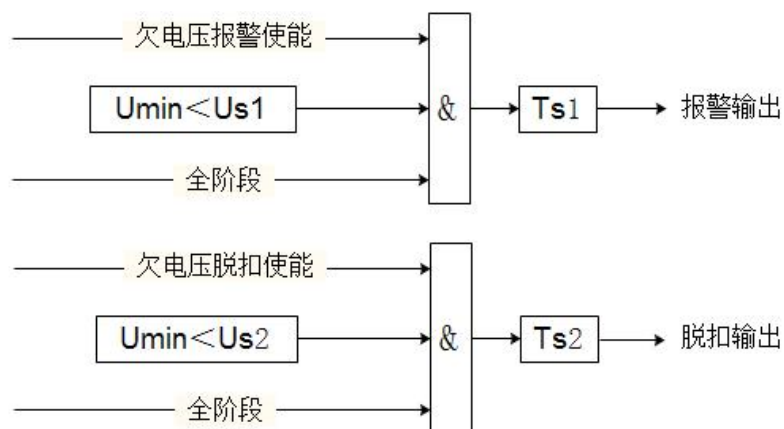 欠电压报警使能
Umin＜Us1
&
Ts1
报警输出
全阶段
欠电压脱扣使能
Umin＜Us2
&
Ts2
脱扣输出
全阶段